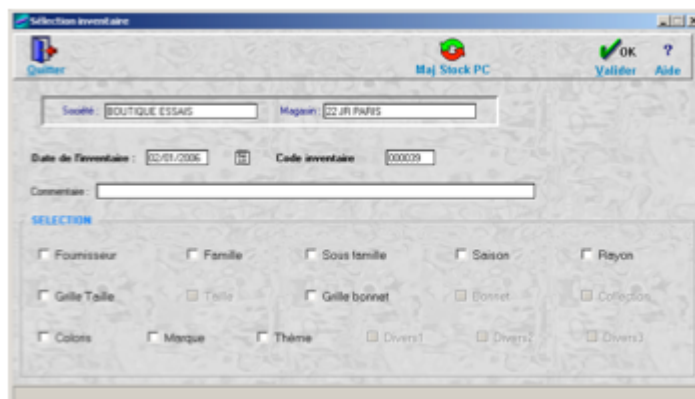 Sélection inventaire
Quitter Maj Stock PC OK Valider ? Aide
Société : BOUTIQUE ESSAIS Magasin : 22 JR PARIS
Date de l'inventaire : 02/01/2006 Code inventaire 000039
Commentaire :
SELECTION
Fournisseur Famille Sous famille Saison Rayon
Grille Taille Taille Grille bonnet Bonnet Collection
Coloris Marque Thème Divers1 Divers2 Divers3